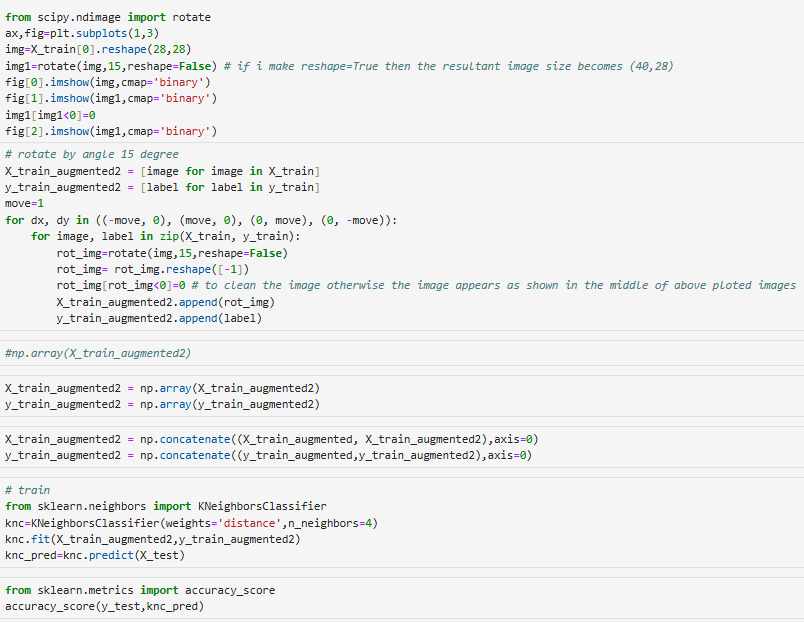 from scipy.ndimage import rotate
ax,fig=plt.subplots(1,3)
img=X_train[0].reshape(28,28)
img1=rotate(img,15,reshape=False) # if i make reshape=True then the resultant image size becomes (40,28)
fig[0].imshow(img,cmap='binary')
fig[1].imshow(img1,cmap='binary')
img1[img1<0]=0
fig[2].imshow(img1,cmap='binary')
# rotate by angle 15 degree
X_train_augmented2 = [image for image in X_train]
y_train_augmented2 = [label for label in y_train]
move=1
for dx, dy in ((-move, 0), (move, 0), (0, move), (0, -move)):
    for image, label in zip(X_train, y_train):
        rot_img=rotate(img,15,reshape=False)
        rot_img= rot_img.reshape([-1])
        rot_img[rot_img<0]=0 # to clean the image otherwise the image appears as shown in the middle of above ploted images
        X_train_augmented2.append(rot_img)
        y_train_augmented2.append(label)
#np.array(X_train_augmented2)
X_train_augmented2 = np.array(X_train_augmented2)
y_train_augmented2 = np.array(y_train_augmented2)
X_train_augmented2 = np.concatenate((X_train_augmented, X_train_augmented2),axis=0)
y_train_augmented2 = np.concatenate((y_train_augmented,y_train_augmented2),axis=0)
# train
from sklearn.neighbors import KNeighborsClassifier
knc=KNeighborsClassifier(weights='distance',n_neighbors=4)
knc.fit(X_train_augmented2,y_train_augmented2)
knc_pred=knc.predict(X_test)
from sklearn.metrics import accuracy_score
accuracy_score(y_test,knc_pred)